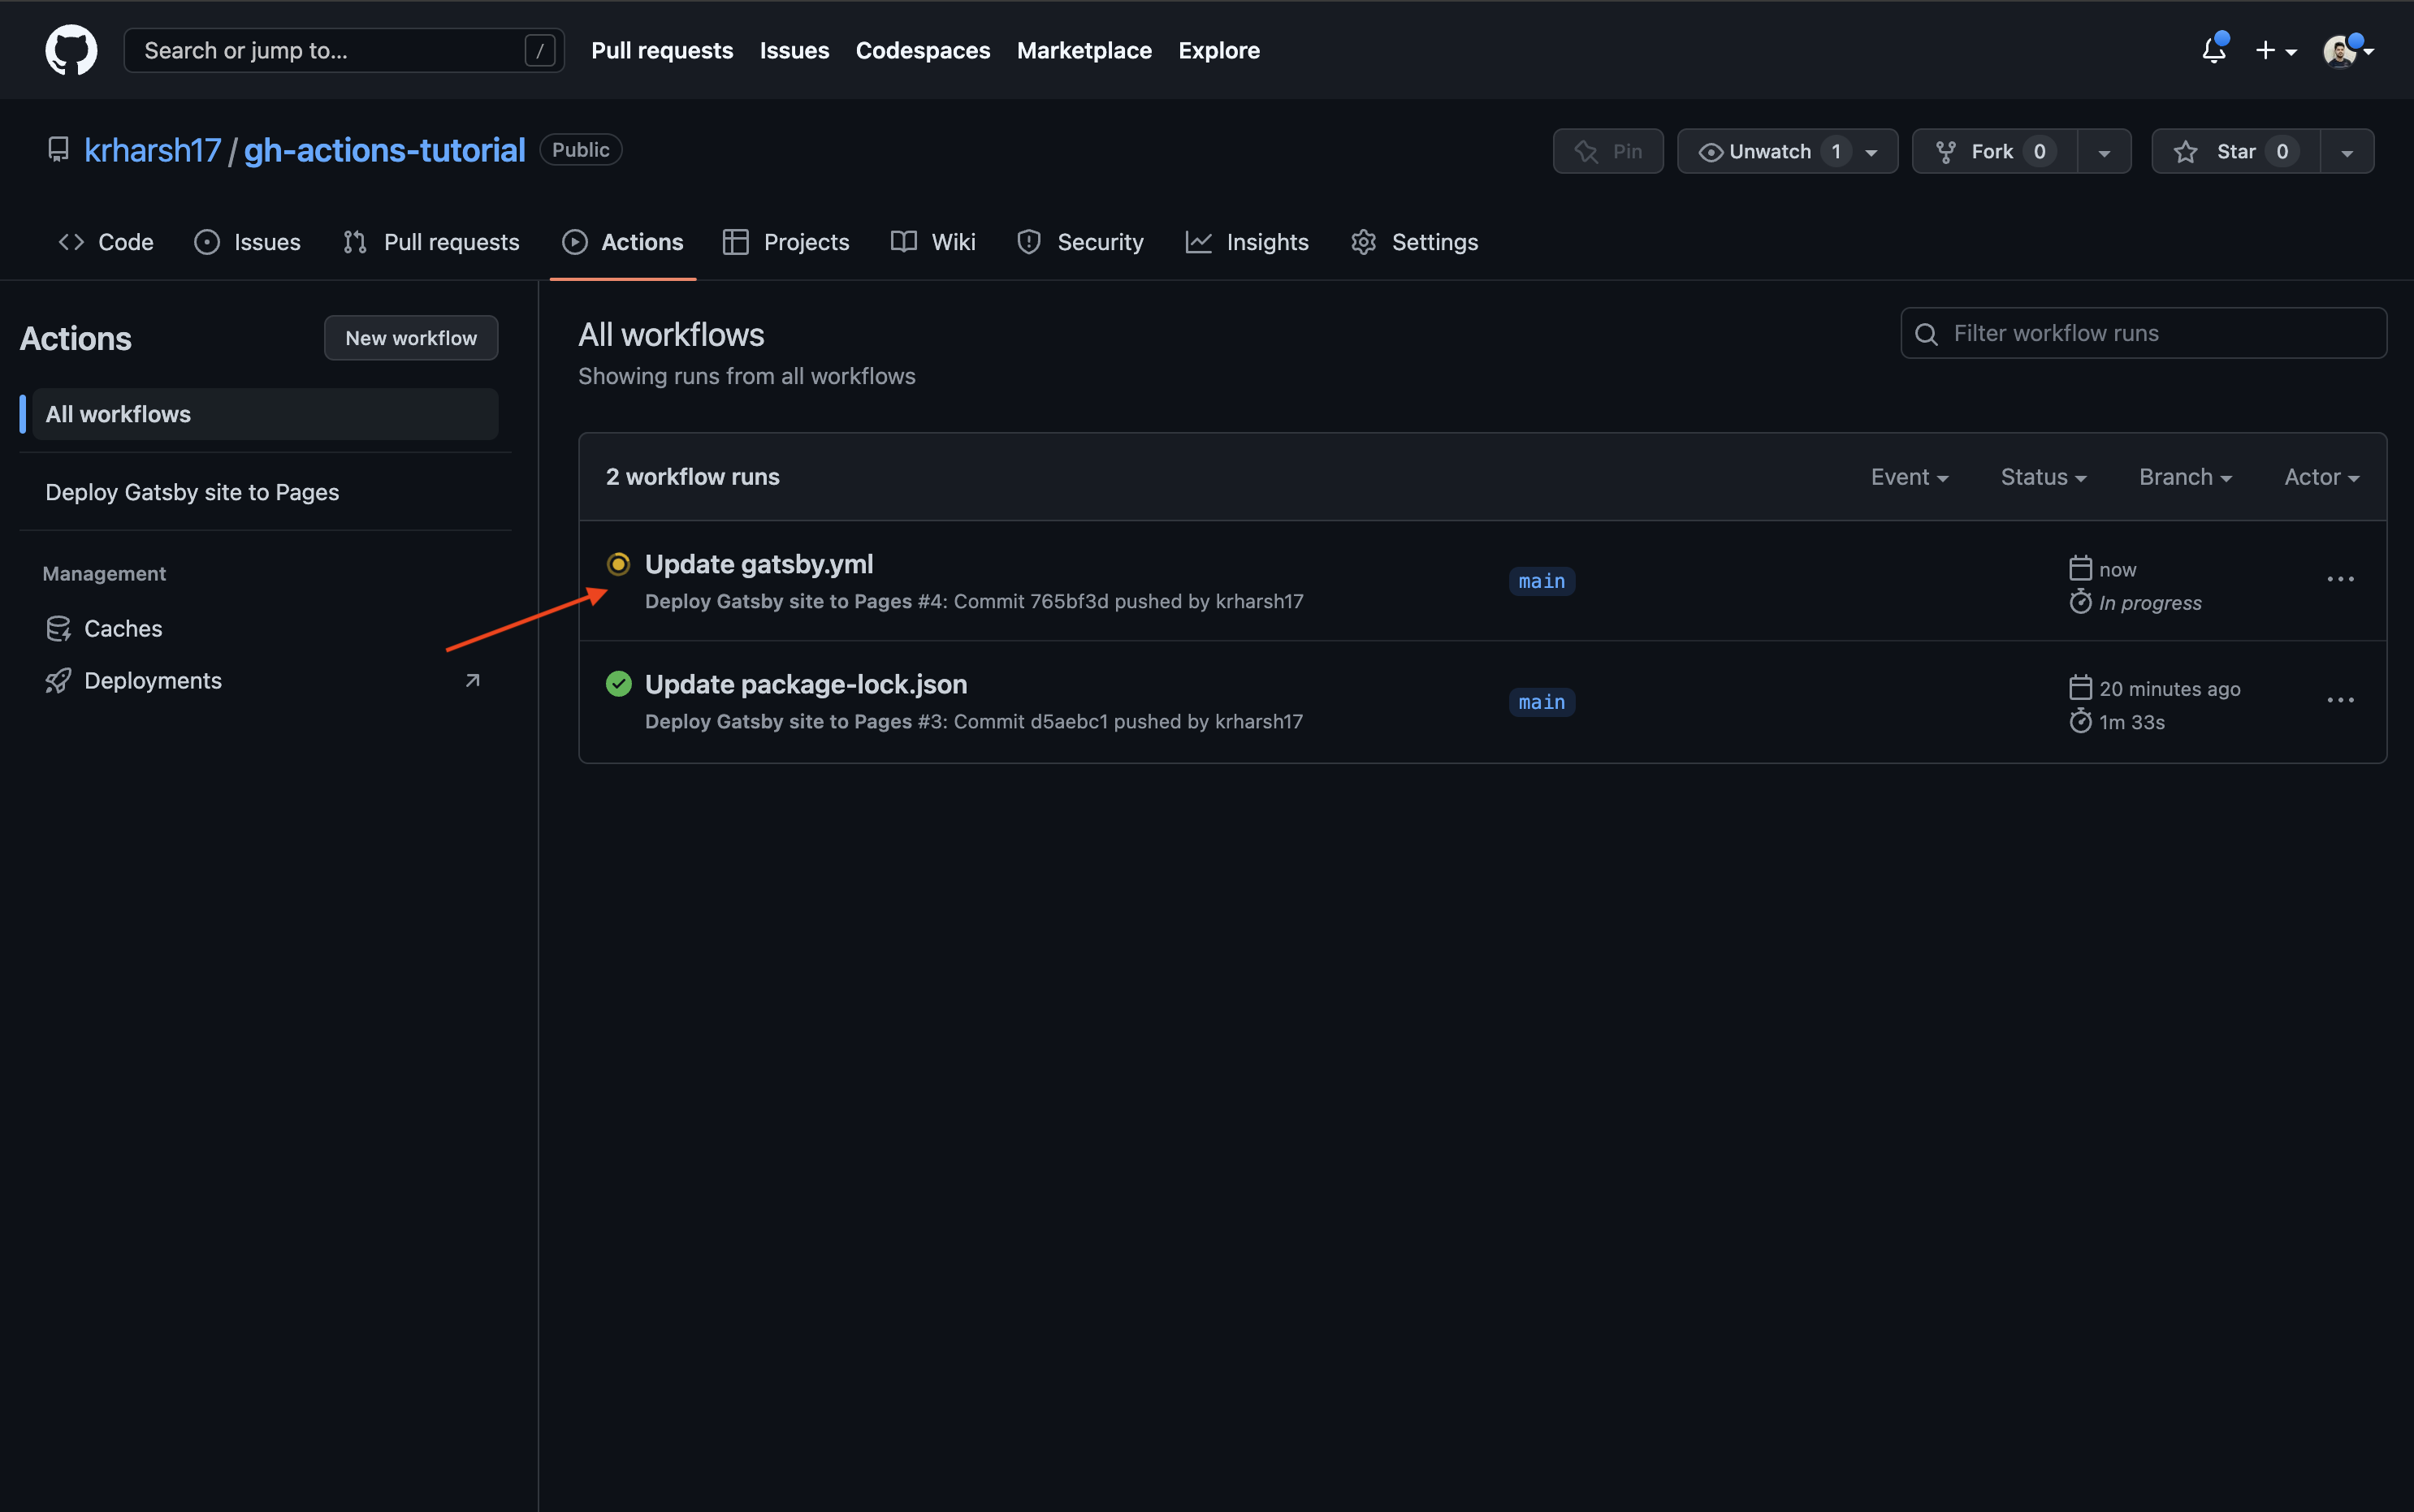 Search or jump to... /
Pull requests Issues Codespaces Marketplace Explore
krharsh17 / gh-actions-tutorial Public
Pin Unwatch 1 Fork 0 Star 0
Code Issues Pull requests Actions Projects Wiki Security Insights Settings
Actions New workflow
All workflows
Deploy Gatsby site to Pages
Management
Caches
Deployments
All workflows
Showing runs from all workflows
Filter workflow runs
2 workflow runs Event Status Branch Actor
Update gatsby.yml
Deploy Gatsby site to Pages #4: Commit 765bf3d pushed by krharsh17
main
now
In progress
Update package-lock.json
Deploy Gatsby site to Pages #3: Commit d5aebc1 pushed by krharsh17
main
20 minutes ago
1m 33s